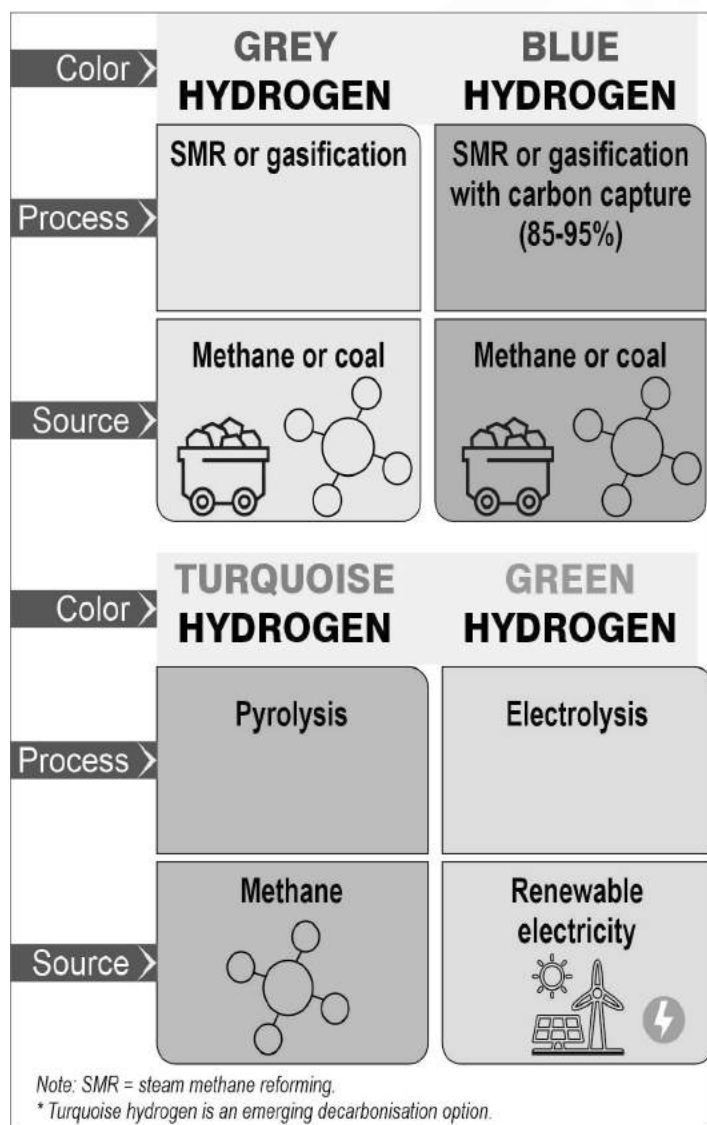 Color
GREY
HYDROGEN
BLUE
HYDROGEN
Process
SMR or gasification
SMR or gasification
with carbon capture
(85-95%)
Source
Methane or coal
Methane or coal
Color
TURQUOISE
HYDROGEN
GREEN
HYDROGEN
Process
Pyrolysis
Electrolysis
Source
Methane
Renewable
electricity
Note: SMR = steam methane reforming.
* Turquoise hydrogen is an emerging decarbonisation option.